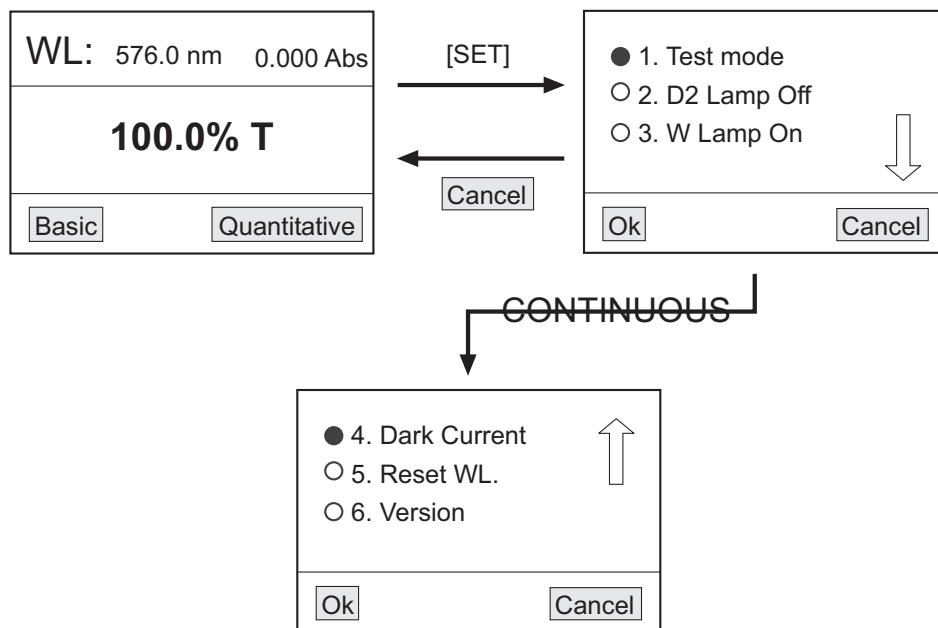 WL: 576.0 nm 0.000 Abs
100.0% T
Basic Quantitative
[SET]
Cancel
1. Test mode
2. D2 Lamp Off
3. W Lamp On
Ok Cancel
CONTINUOUS
4. Dark Current
5. Reset WL.
6. Version
Ok Cancel